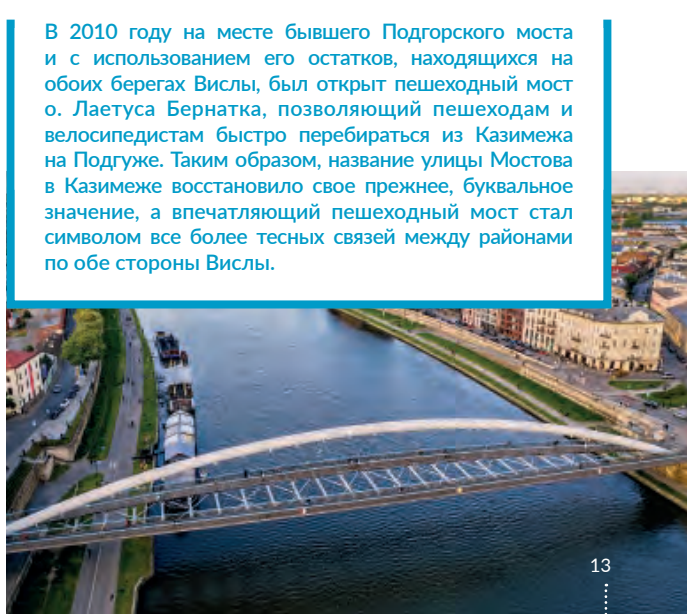 В 2010 году на месте бывшего Подгорского моста
и с использованием его остатков, находящихся на
обоих берегах Вислы, был открыт пешеходный мост
о. Лаетуса Бернатка, позволяющий пешеходам и
велосипедистам быстро перебираться из Казимежа
на Подгуже. Таким образом, название улицы Мостова
в Казимеже восстановило свое прежнее, буквальное
значение, а впечатляющий пешеходный мост стал
символом все более тесных связей между районами
по обе стороны Вислы.
13